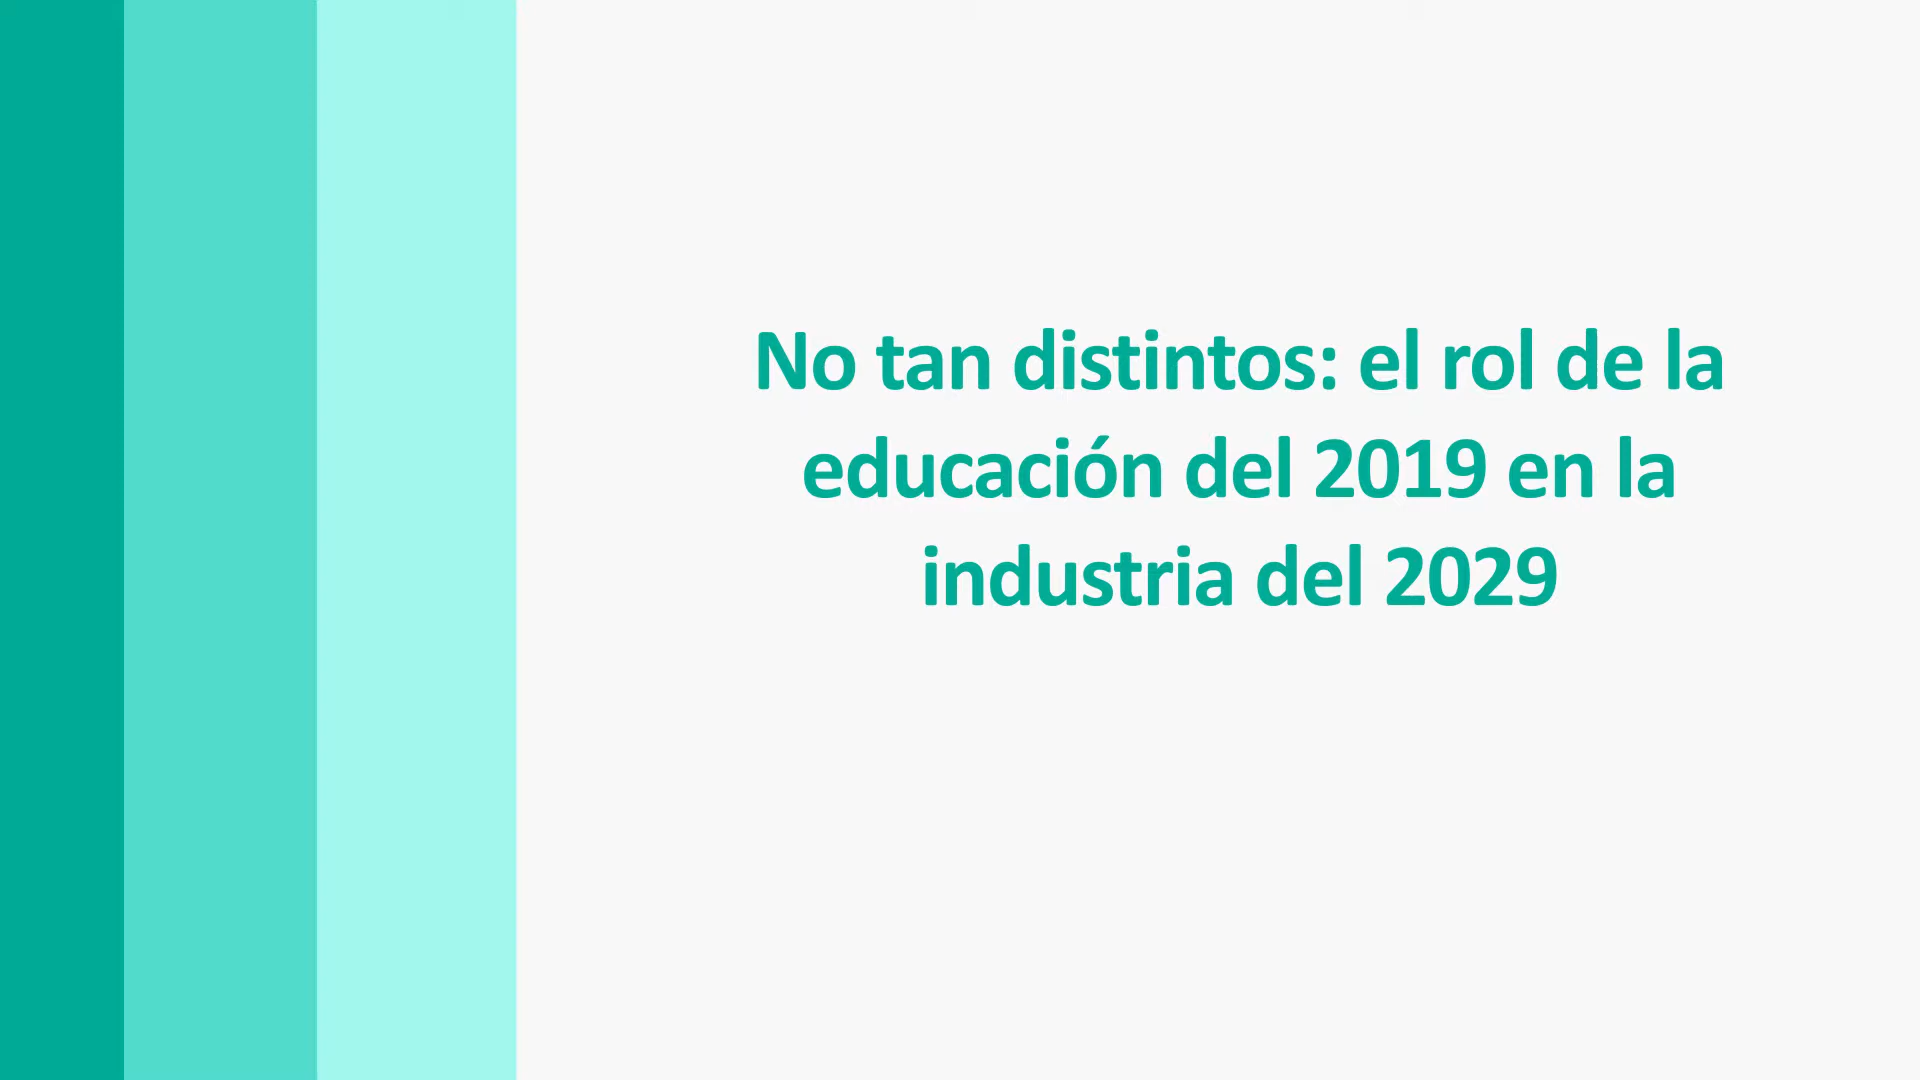 No tan distintos: el rol de la
educación del 2019 en la
industria del 2029